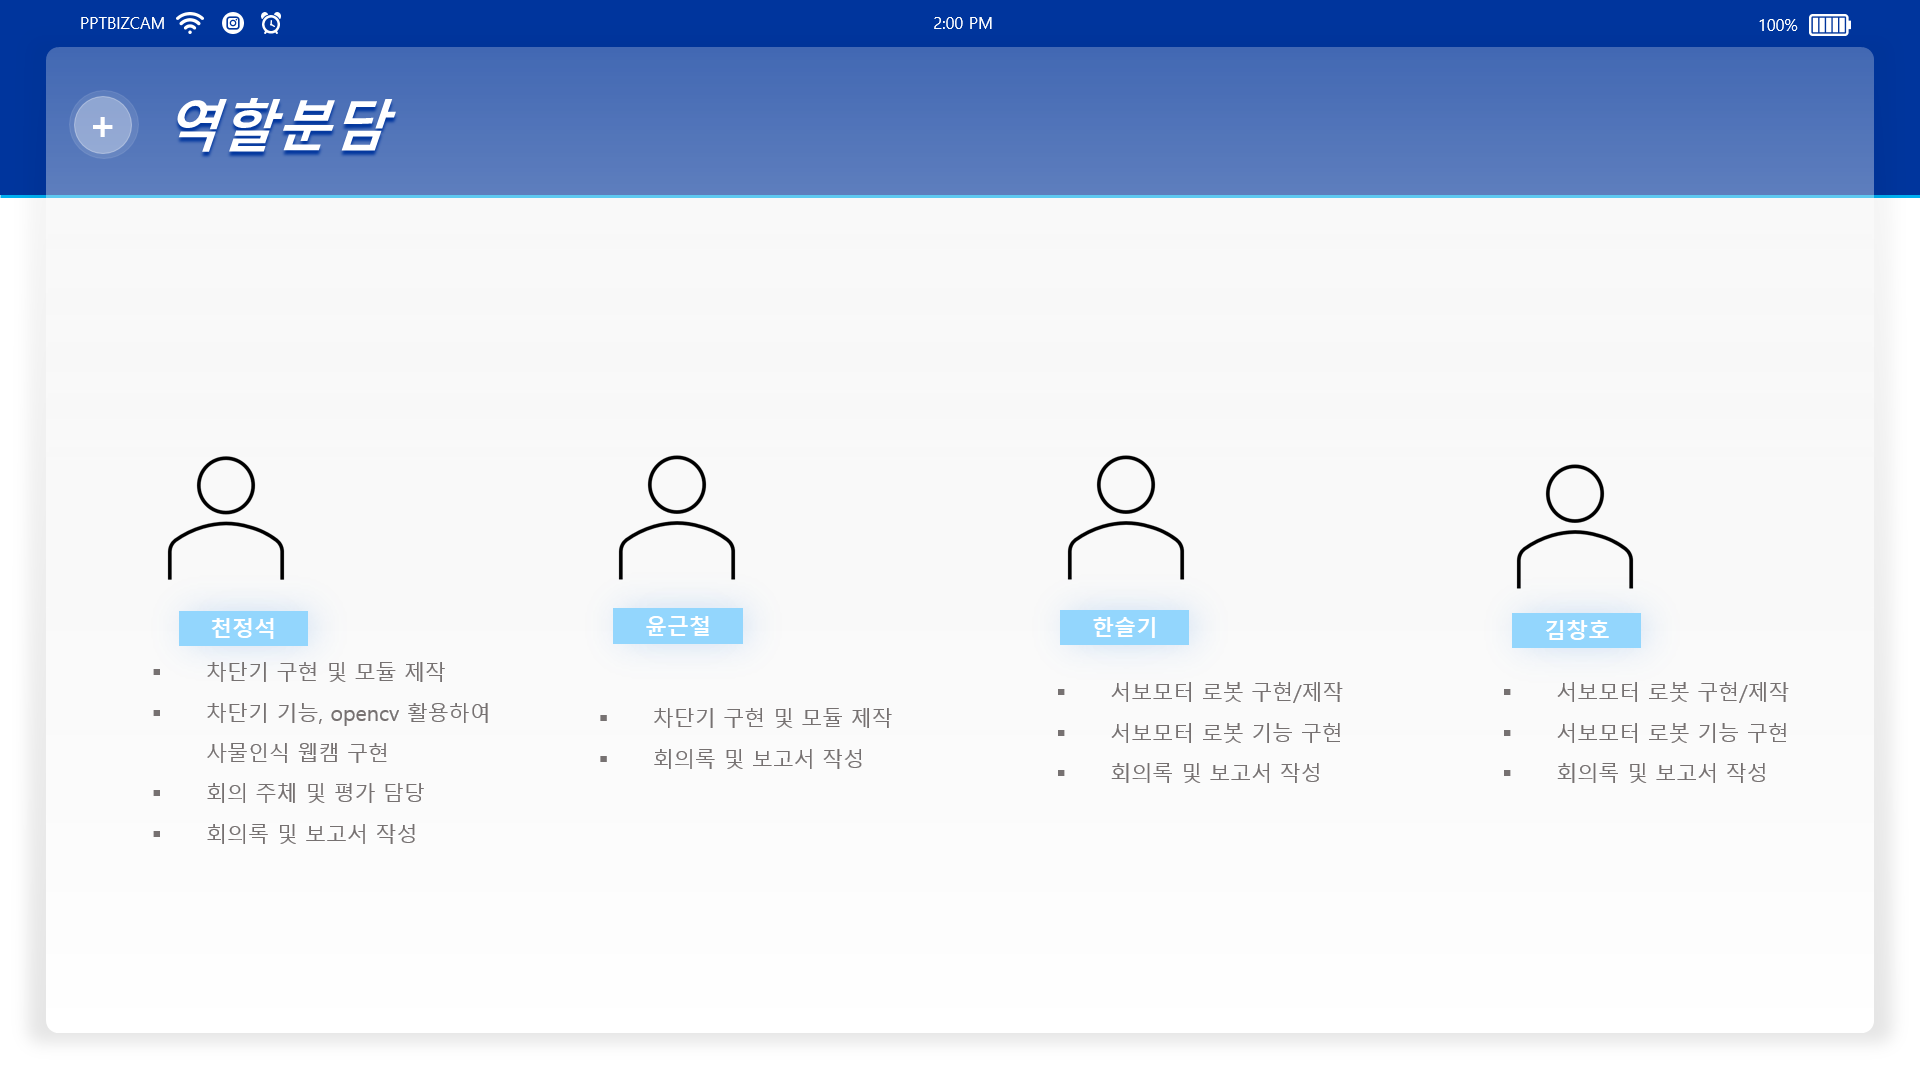 PPTBIZCAM
2:00 PM
100%
역할분담
천정석
차단기 구현 및 모듈 제작
차단기 기능, opencv 활용하여
사물인식 웹캠 구현
회의 주체 및 평가 담당
회의록 및 보고서 작성
윤근철
차단기 구현 및 모듈 제작
회의록 및 보고서 작성
한슬기
서보모터 로봇 구현/제작
서보모터 로봇 기능 구현
회의록 및 보고서 작성
김창호
서보모터 로봇 구현/제작
서보모터 로봇 기능 구현
회의록 및 보고서 작성